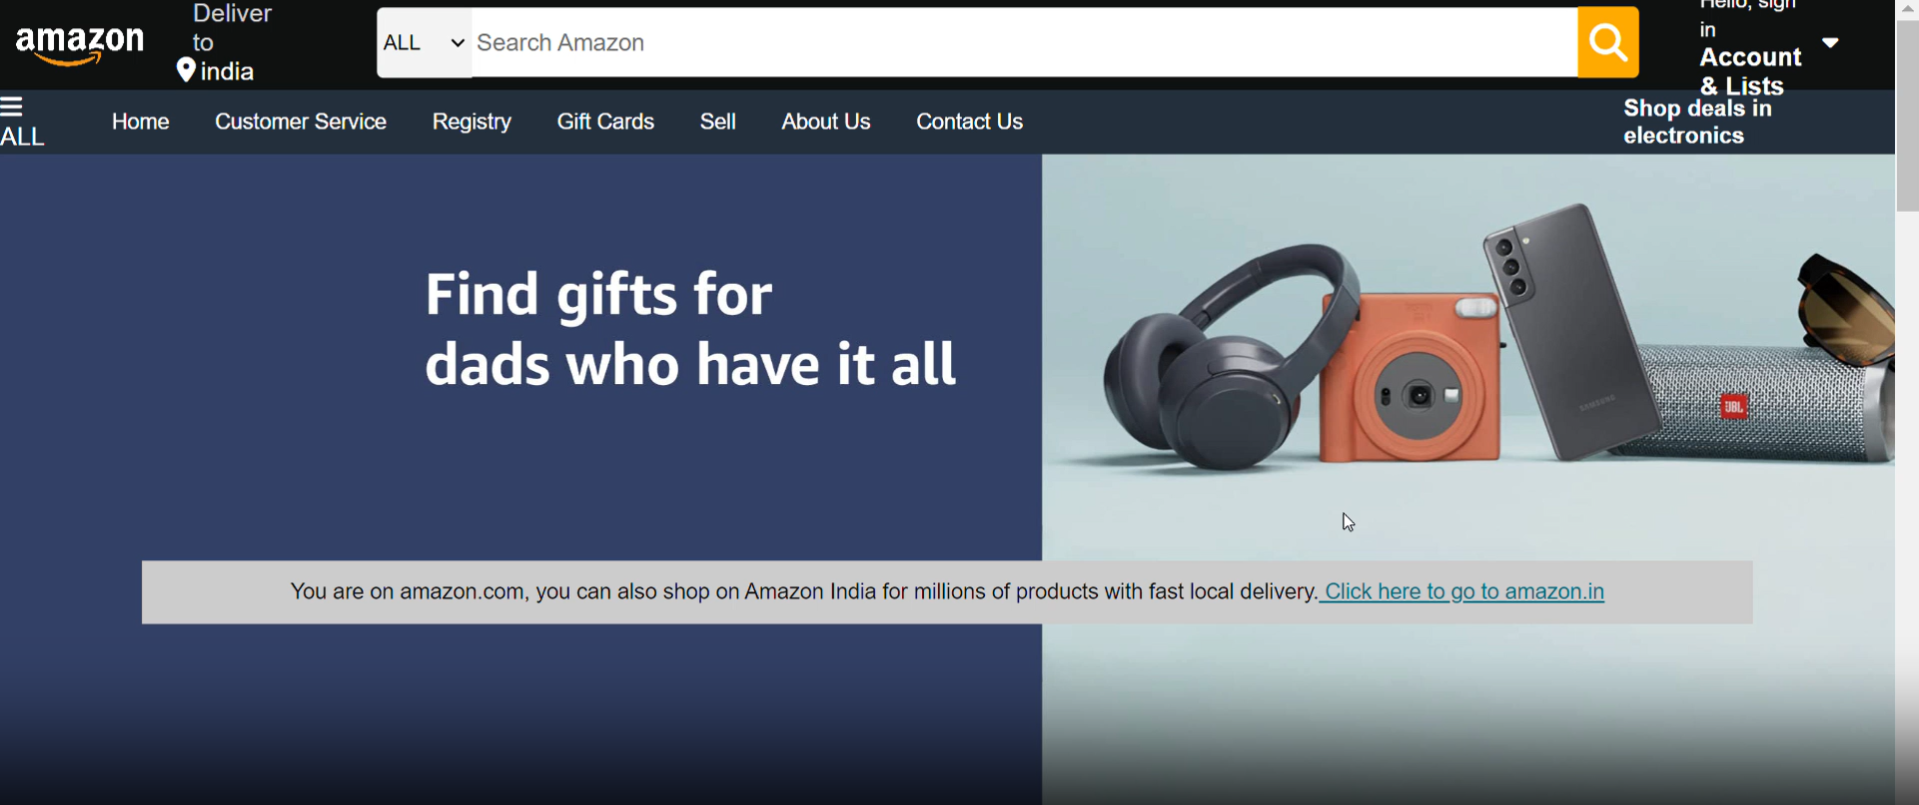 amazon
Deliver
to
india
ALL
Search Amazon
Hello, sign
in
Account
& Lists
ALL
Home
Customer Service
Registry
Gift Cards
Sell
About Us
Contact Us
Shop deals in
electronics
Find gifts for
dads who have it all
SAMSUNG
JBL
You are on amazon.com, you can also shop on Amazon India for millions of products with fast local delivery. Click here to go to amazon.in